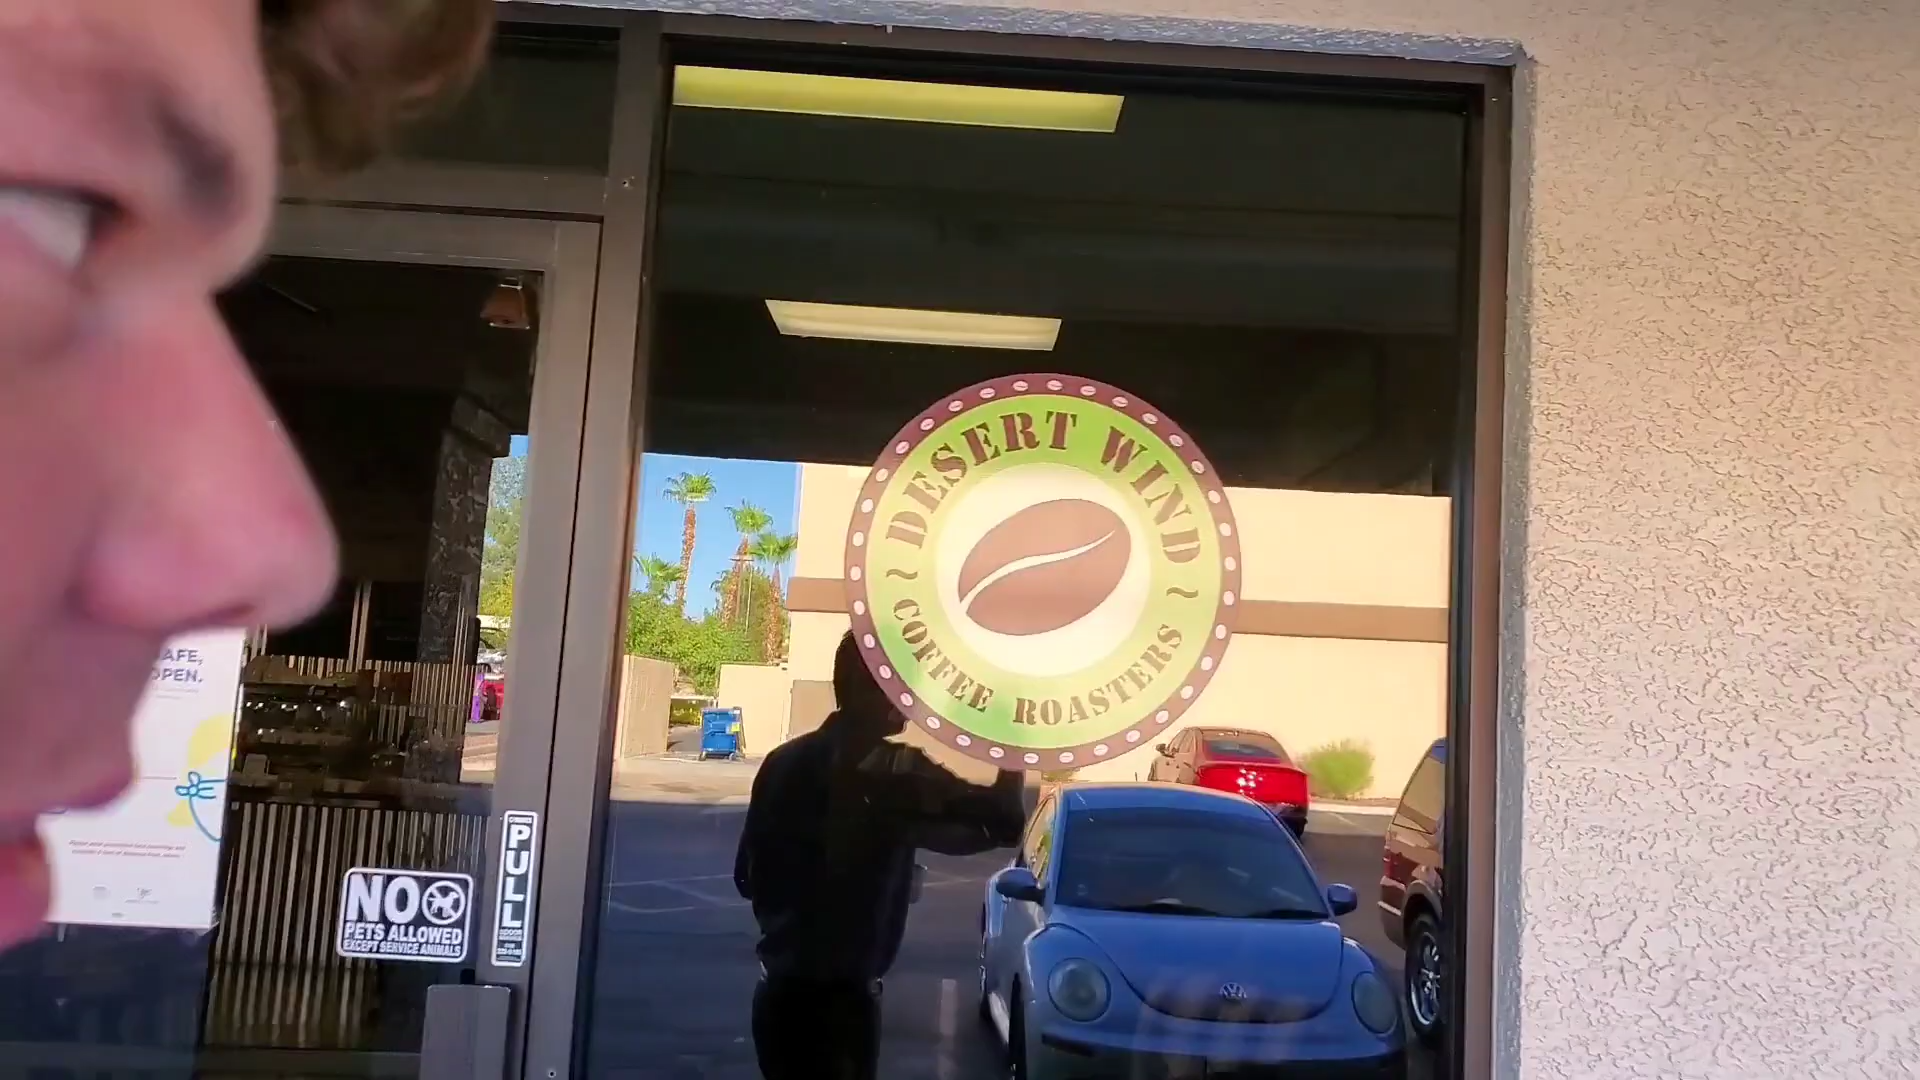 DESERT WIND
COFFEE ROASTERS
AFE,
OPEN.
PULL
NO
PETS ALLOWED
EXCEPT SERVICE ANIMALS